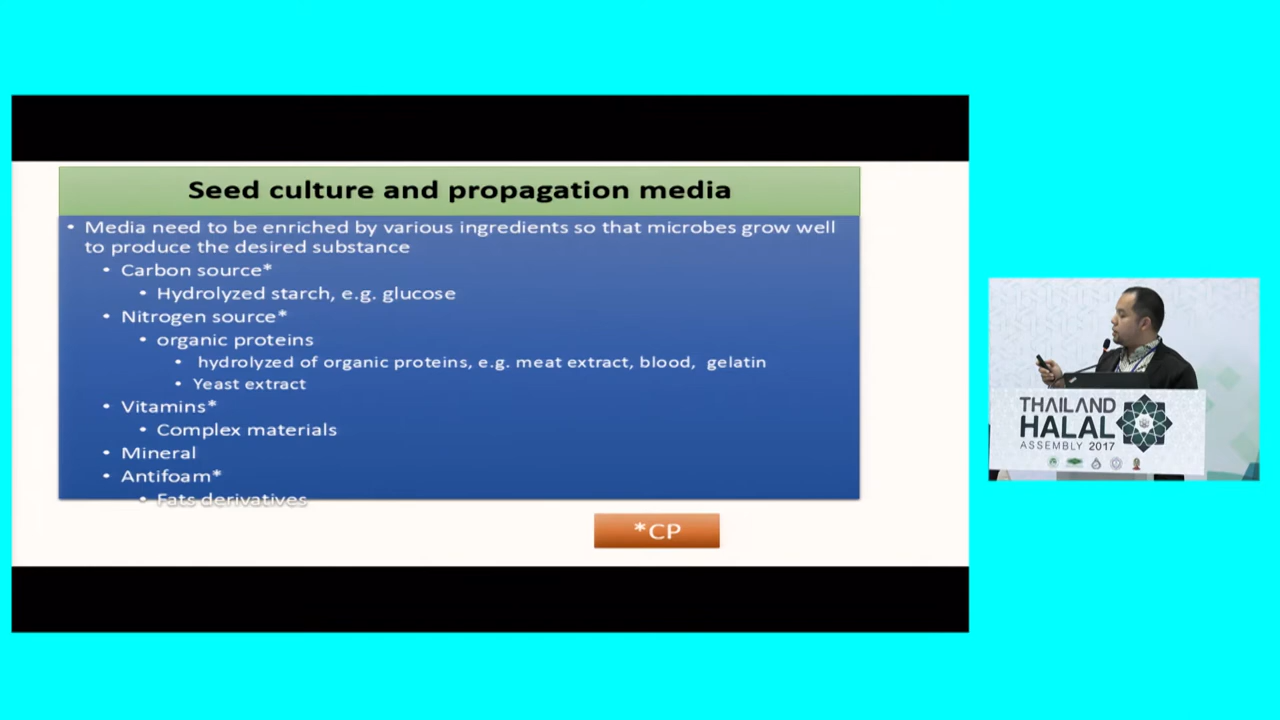 Seed culture and propagation media
• Media need to be enriched by various ingredients so that microbes grow well
to produce the desired substance
• Carbon source*
• Hydrolyzed starch, e.g. glucose
• Nitrogen source*
• organic proteins
• hydrolyzed of organic proteins, e.g. meat extract, blood, gelatin
• Yeast extract
• Vitamins*
• Complex materials
• Mineral
• Antifoam*
• Fats derivatives
*CP
THAILAND
HALAL
ASSEMBLY 2017